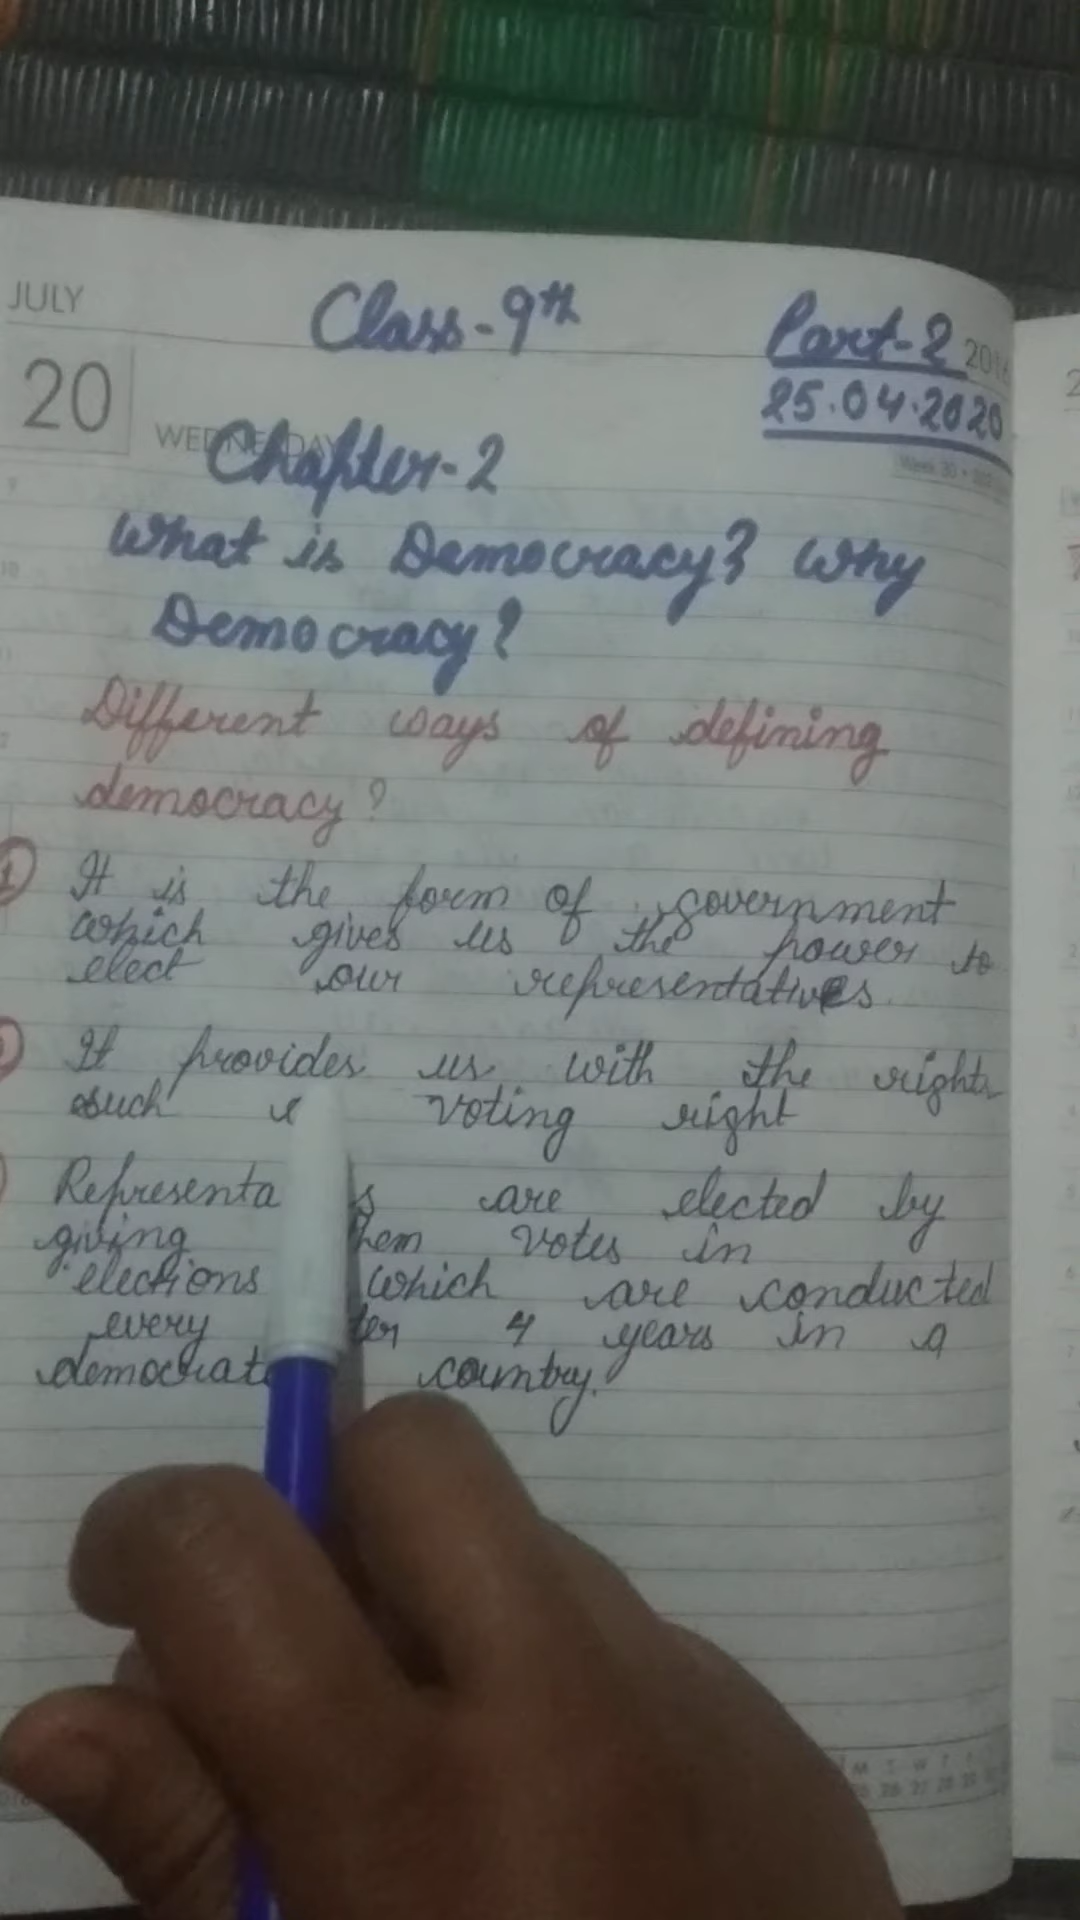 JULY
Class-9th
Part-2
20
25.04.2020
WEDNESDAY
Chapter-2
What is Democracy? Why
Democracy?
Different ways of defining
democracy?
1 It is the form of government
which gives us the power to
elect our representatives.
It provides us with the rights
such voting right
Representa s are elected by
giving hem votes in
elections which are conducted
every ter 4 years in a
democrat country.